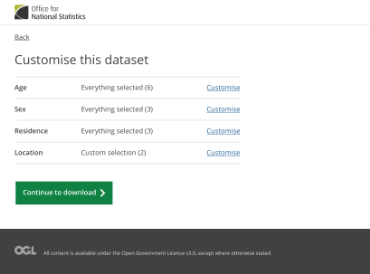 Office for
National Statistics
Back
Customise this dataset
Age Everything selected (6) Customise
Sex Everything selected (3) Customise
Residence Everything selected (3) Customise
Location Custom selection (2) Customise
Continue to download
OGL All content is available under the Open Government Licence v3.0, except where otherwise stated